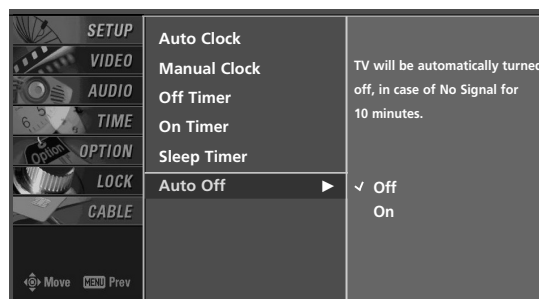 SETUP
VIDEO
AUDIO
TIME
OPTION
LOCK
CABLE
Move MENU Prev
Auto Clock
Manual Clock
Off Timer
On Timer
Sleep Timer
Auto Off
TV will be automatically turned
off, in case of No Signal for
10 minutes.
Off
On
6
Option